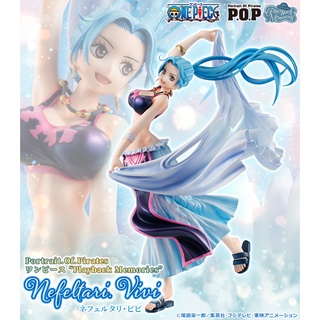 ONE PIECE
Portrait Of Pirates
P.O.P
Playback Memories
Portrait.Of.Pirates
ワンピース "Playback Memories"
Nefeltari. Vivi
ネフェルタリ・ビビ
©尾田栄一郎/集英社・フジテレビ・東映アニメーション